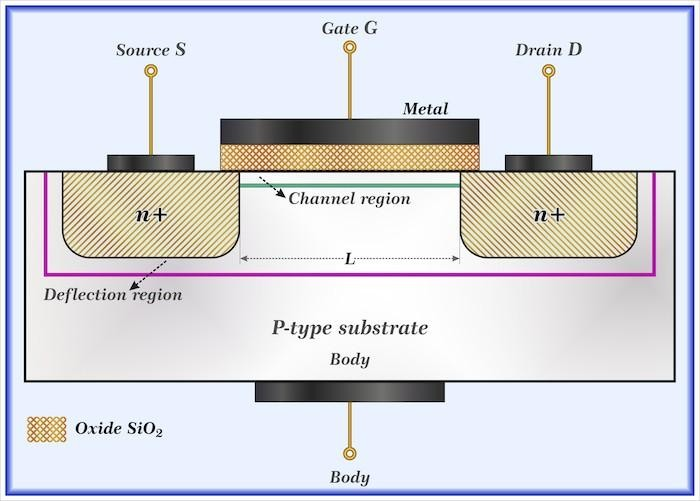 Gate G
Source S
Drain D
Metal
Channel region
n+
n+
L
Deflection region
P-type substrate
Body
Oxide SiO₂
Body